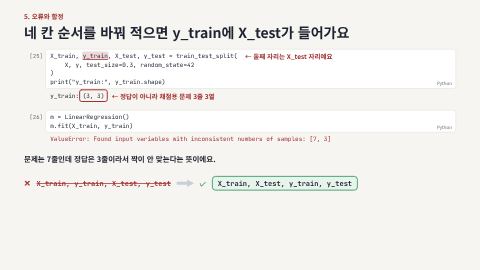 5. 오류와 함정
네 칸 순서를 바꿔 적으면 y_train에 X_test가 들어가요
[25] X_train, y_train, X_test, y_test = train_test_split( ← 둘째 자리는 X_test 자리예요
X, y, test_size=0.3, random_state=42
)
print("y_train:", y_train.shape)
Python
y_train: (3, 3) ← 정답이 아니라 채점용 문제 3줄 3열
[26] m = LinearRegression()
m.fit(X_train, y_train)
Python
ValueError: Found input variables with inconsistent numbers of samples: [7, 3]
문제는 7줄인데 정답은 3줄이라서 짝이 안 맞는다는 뜻이에요.
✕ X_train, y_train, X_test, y_test → ✓ X_train, X_test, y_train, y_test